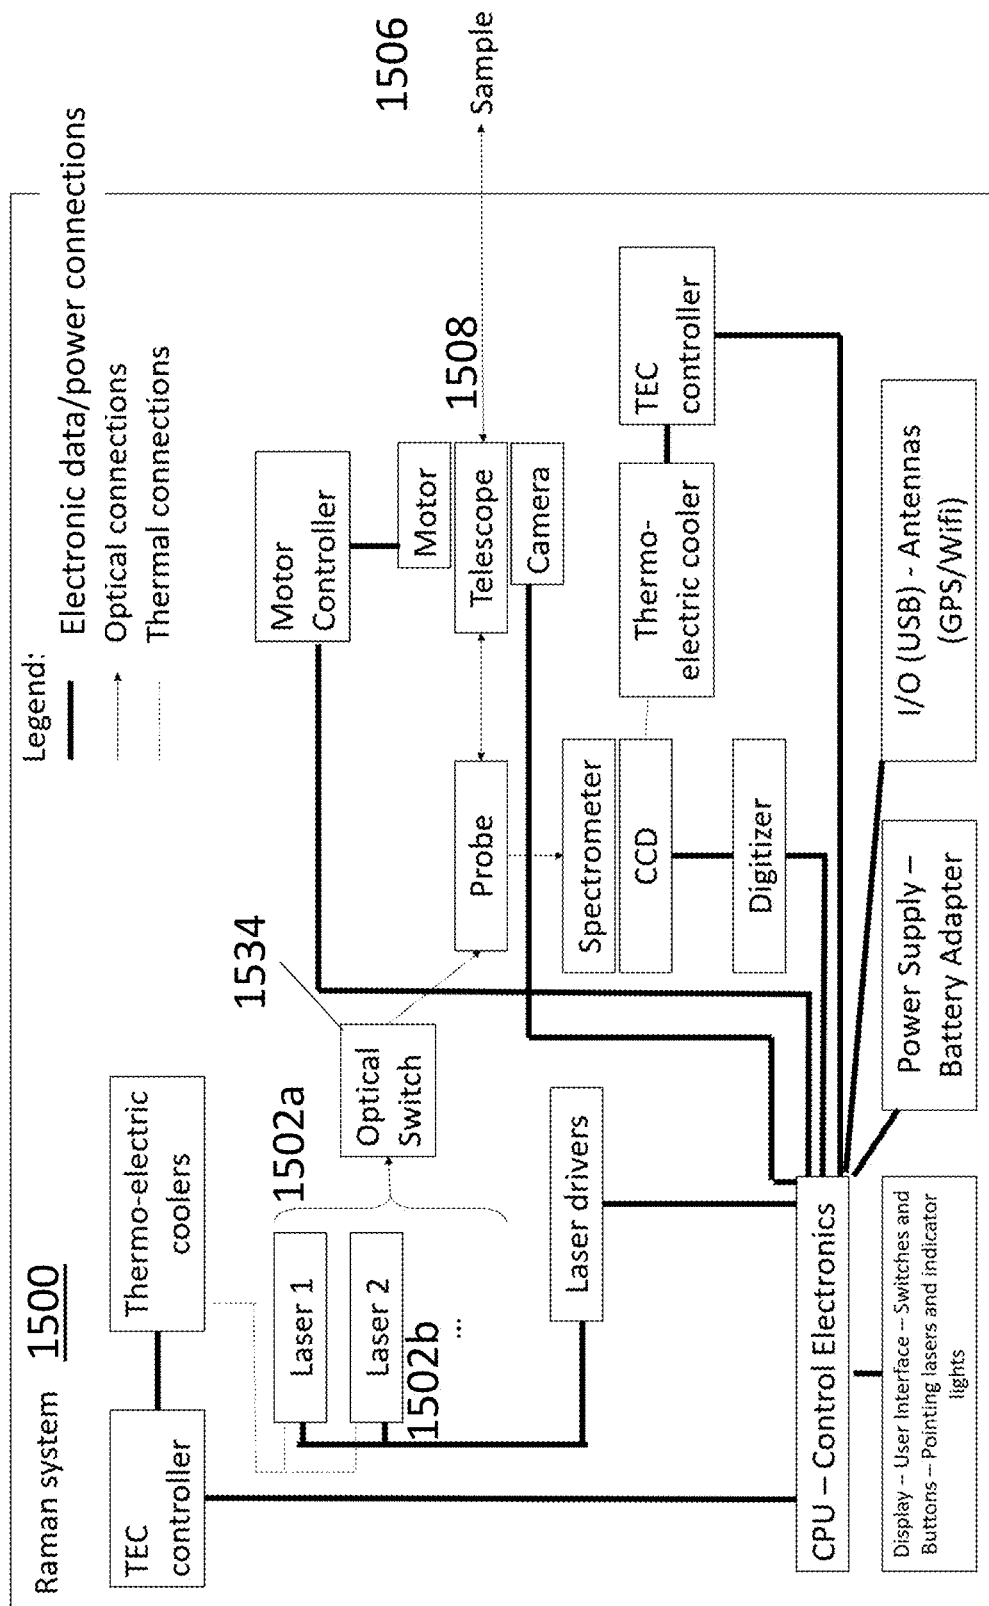 Raman system 1500
Legend:
Electronic data/power connections
Optical connections
Thermal connections
TEC
controller
Thermo-electric
coolers
1534
Motor
Controller
1506
Sample
1502a
Laser 1
Laser 2
1502b
...
Optical
Switch
Probe
Motor
Telescope
Camera
1508
Spectrometer
CCD
Digitizer
Thermo-
electric cooler
TEC
controller
Laser drivers
CPU – Control Electronics
Display – User Interface – Switches and
Buttons – Pointing lasers and indicator
lights
Power Supply –
Battery Adapter
I/O (USB) - Antennas
(GPS/Wifi)